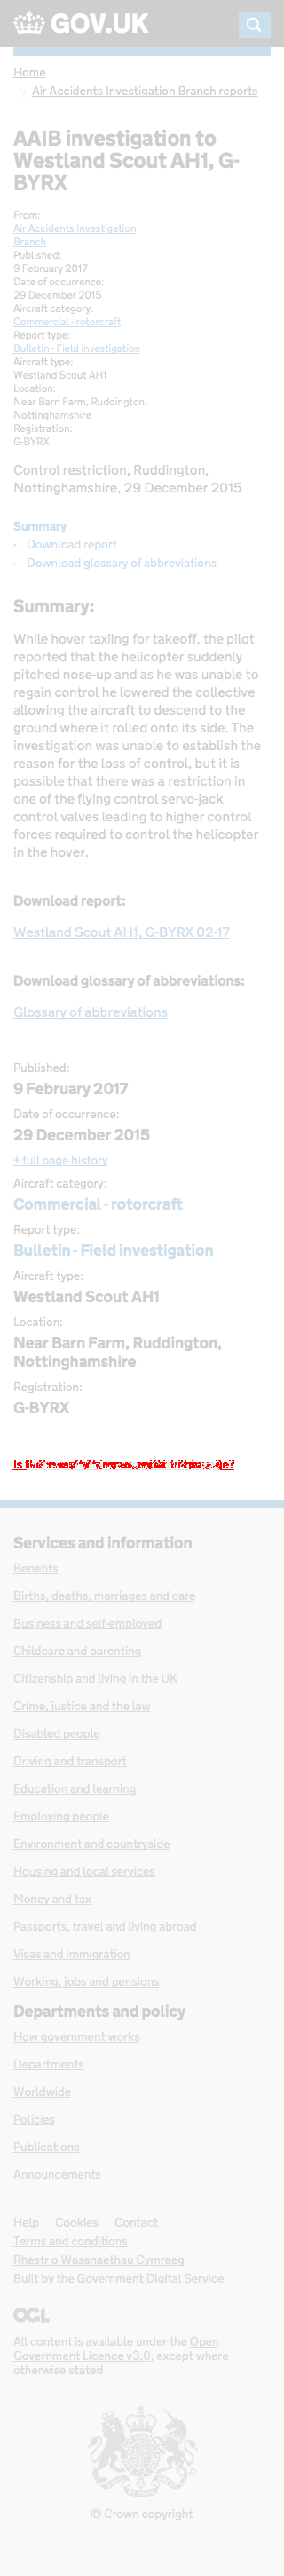 GOV.UK
Home
Air Accidents Investigation Branch reports
AAIB investigation to
Westland Scout AH1, G-
BYRX
From:
Air Accidents Investigation
Branch
Published:
9 February 2017
Date of occurrence:
29 December 2015
Aircraft category:
Commercial - rotorcraft
Report type:
Bulletin - Field investigation
Aircraft type:
Westland Scout AH1
Location:
Near Barn Farm, Ruddington,
Nottinghamshire
Registration:
G-BYRX
Control restriction, Ruddington,
Nottinghamshire, 29 December 2015
Summary
- Download report
- Download glossary of abbreviations
Summary:
While hover taxiing for takeoff, the pilot
reported that the helicopter suddenly
pitched nose-up and as he was unable to
regain control he lowered the collective
allowing the aircraft to descend to the
ground where it rolled onto its side. The
investigation was unable to establish the
reason for the loss of control, but it is
possible that there was a restriction in
one of the flying control servo-jack
control valves leading to higher control
forces required to control the helicopter
in the hover.
Download report:
Westland Scout AH1, G-BYRX 02-17
Download glossary of abbreviations:
Glossary of abbreviations
Published:
9 February 2017
Date of occurrence:
29 December 2015
+ full page history
Aircraft category:
Commercial - rotorcraft
Report type:
Bulletin - Field investigation
Aircraft type:
Westland Scout AH1
Location:
Near Barn Farm, Ruddington,
Nottinghamshire
Registration:
G-BYRX
Services and information
Benefits
Births, deaths, marriages and care
Business and self-employed
Childcare and parenting
Citizenship and living in the UK
Crime, justice and the law
Disabled people
Driving and transport
Education and learning
Employing people
Environment and countryside
Housing and local services
Money and tax
Passports, travel and living abroad
Visas and immigration
Working, jobs and pensions
Departments and policy
How government works
Departments
Worldwide
Policies
Publications
Announcements
Help Cookies Contact
Terms and conditions
Rhestr o Wasanaethau Cymraeg
Built by the Government Digital Service
OGL
All content is available under the Open
Government Licence v3.0, except where
otherwise stated
© Crown copyright